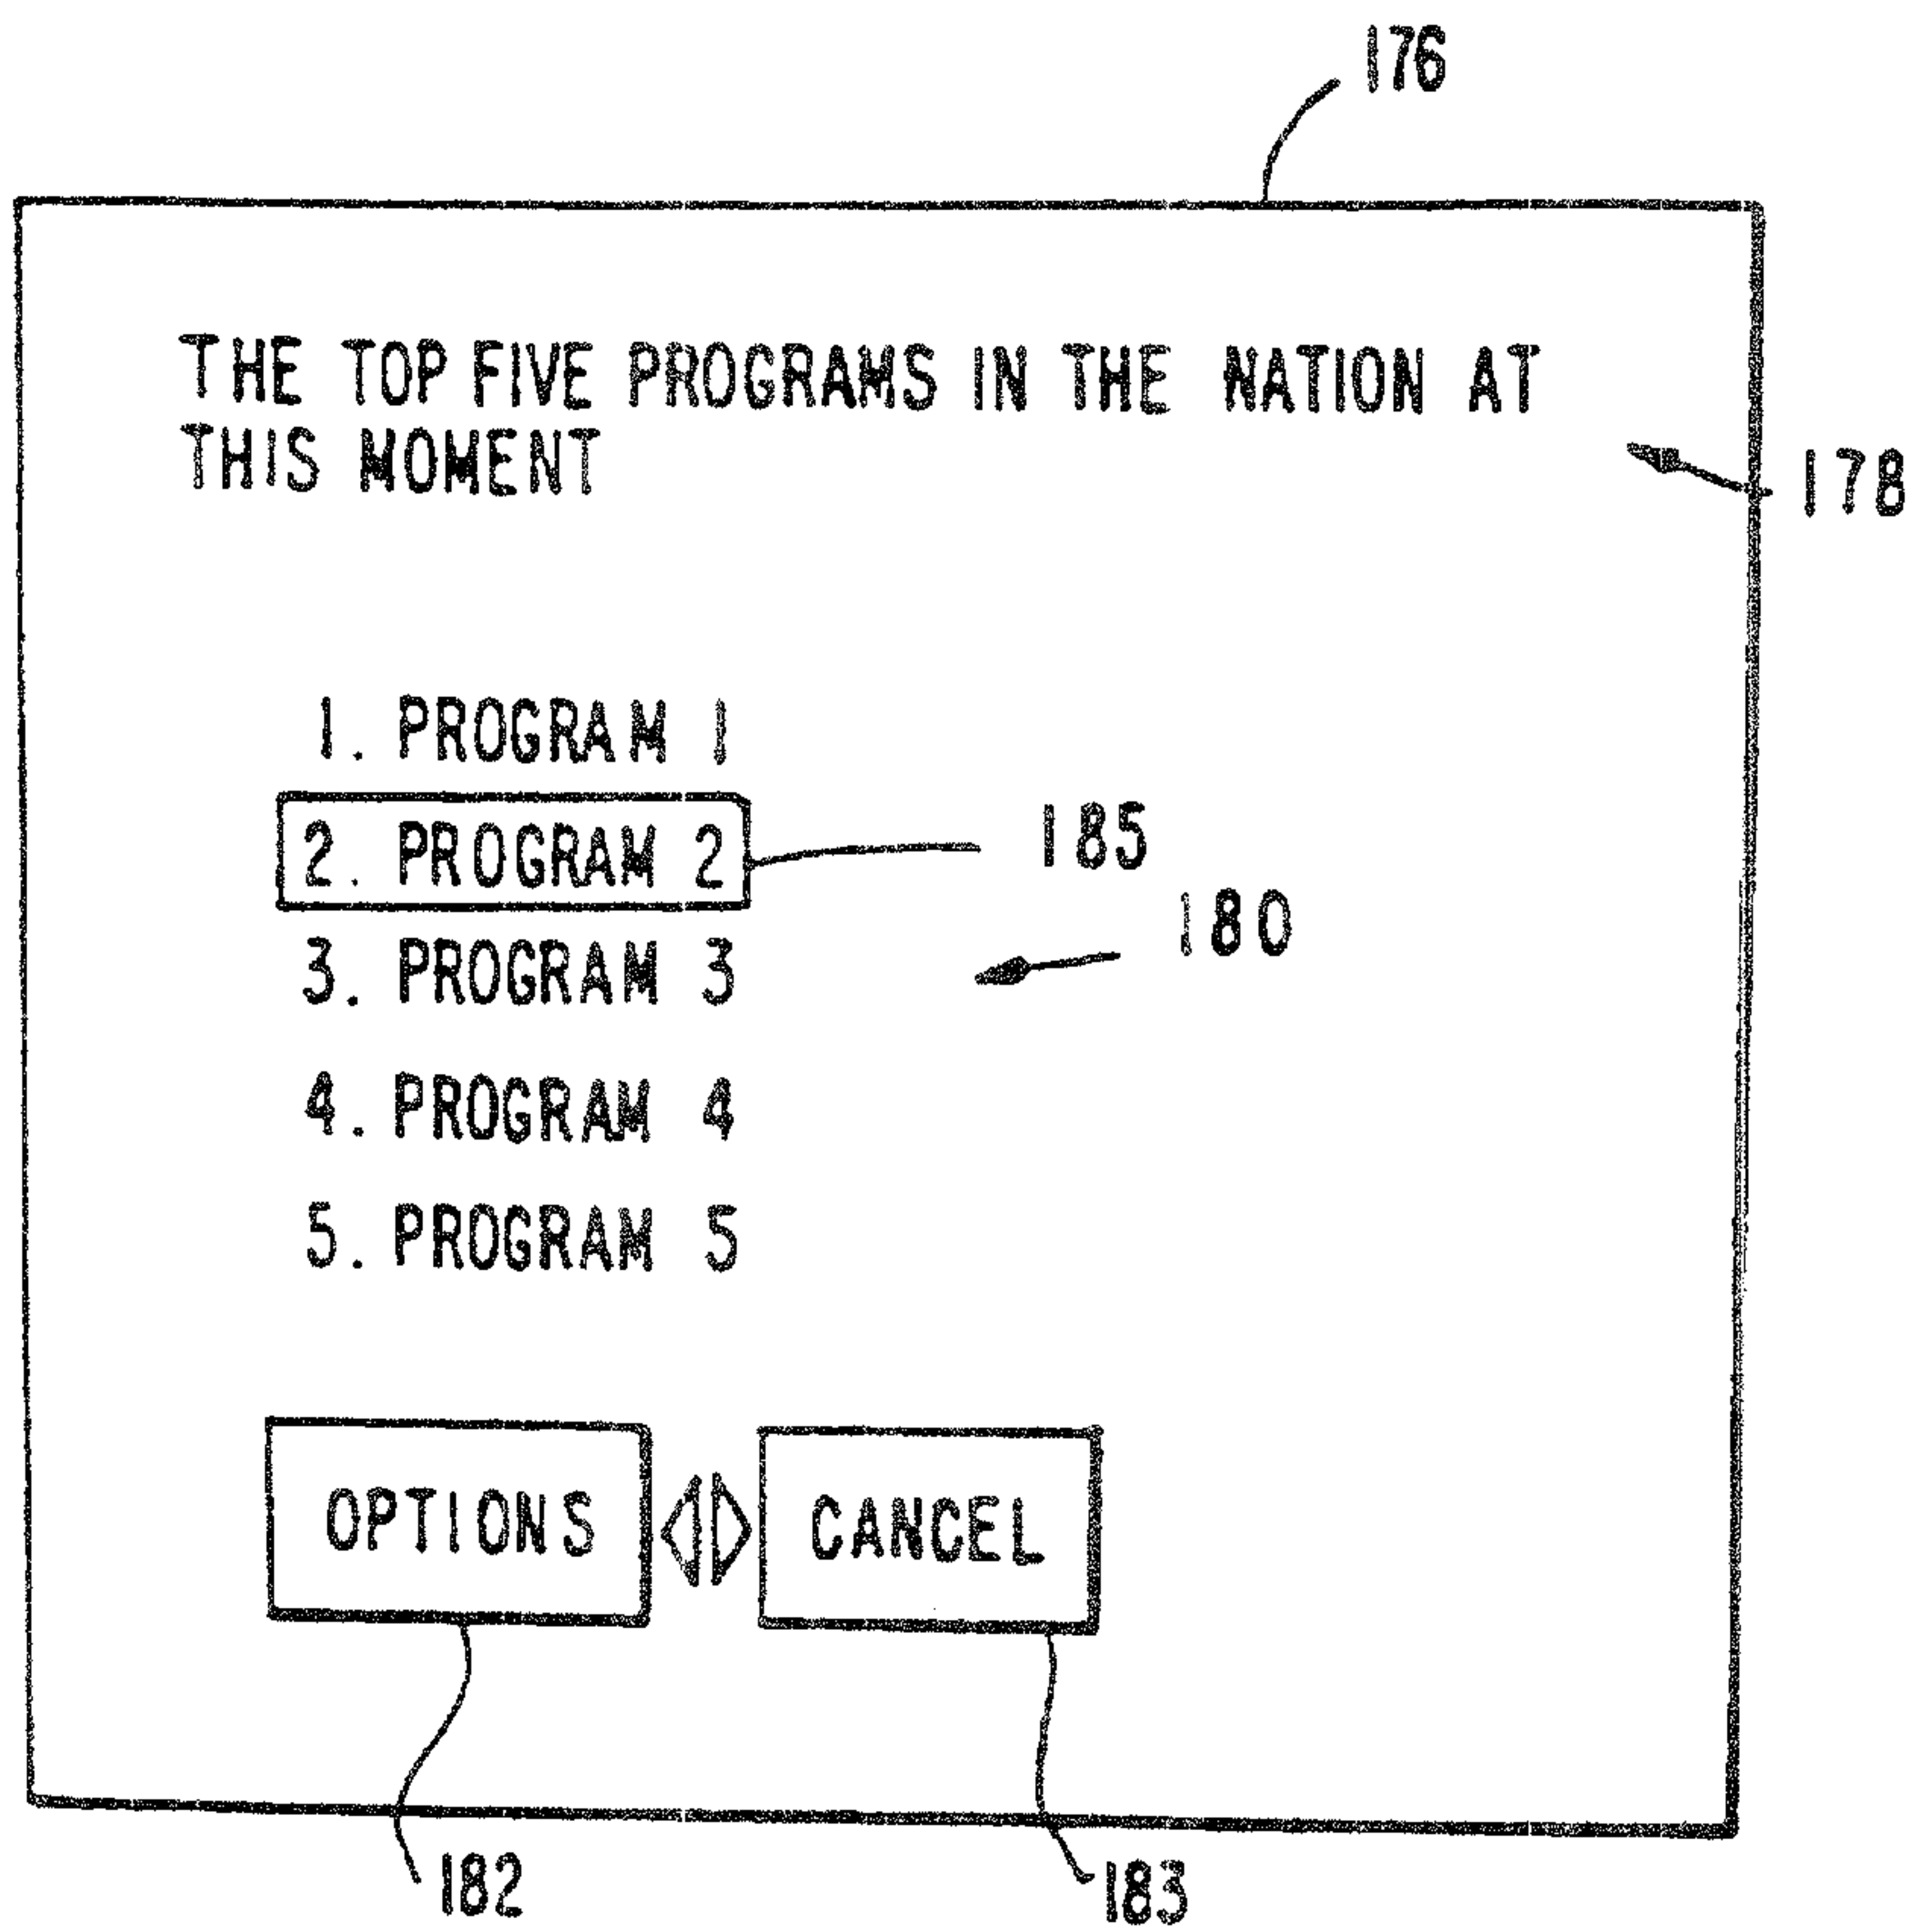 176
THE TOP FIVE PROGRAMS IN THE NATION AT
THIS MOMENT
178
1. PROGRAM 1
2. PROGRAM 2
185
180
3. PROGRAM 3
4. PROGRAM 4
5. PROGRAM 5
OPTIONS
CANCEL
182
183